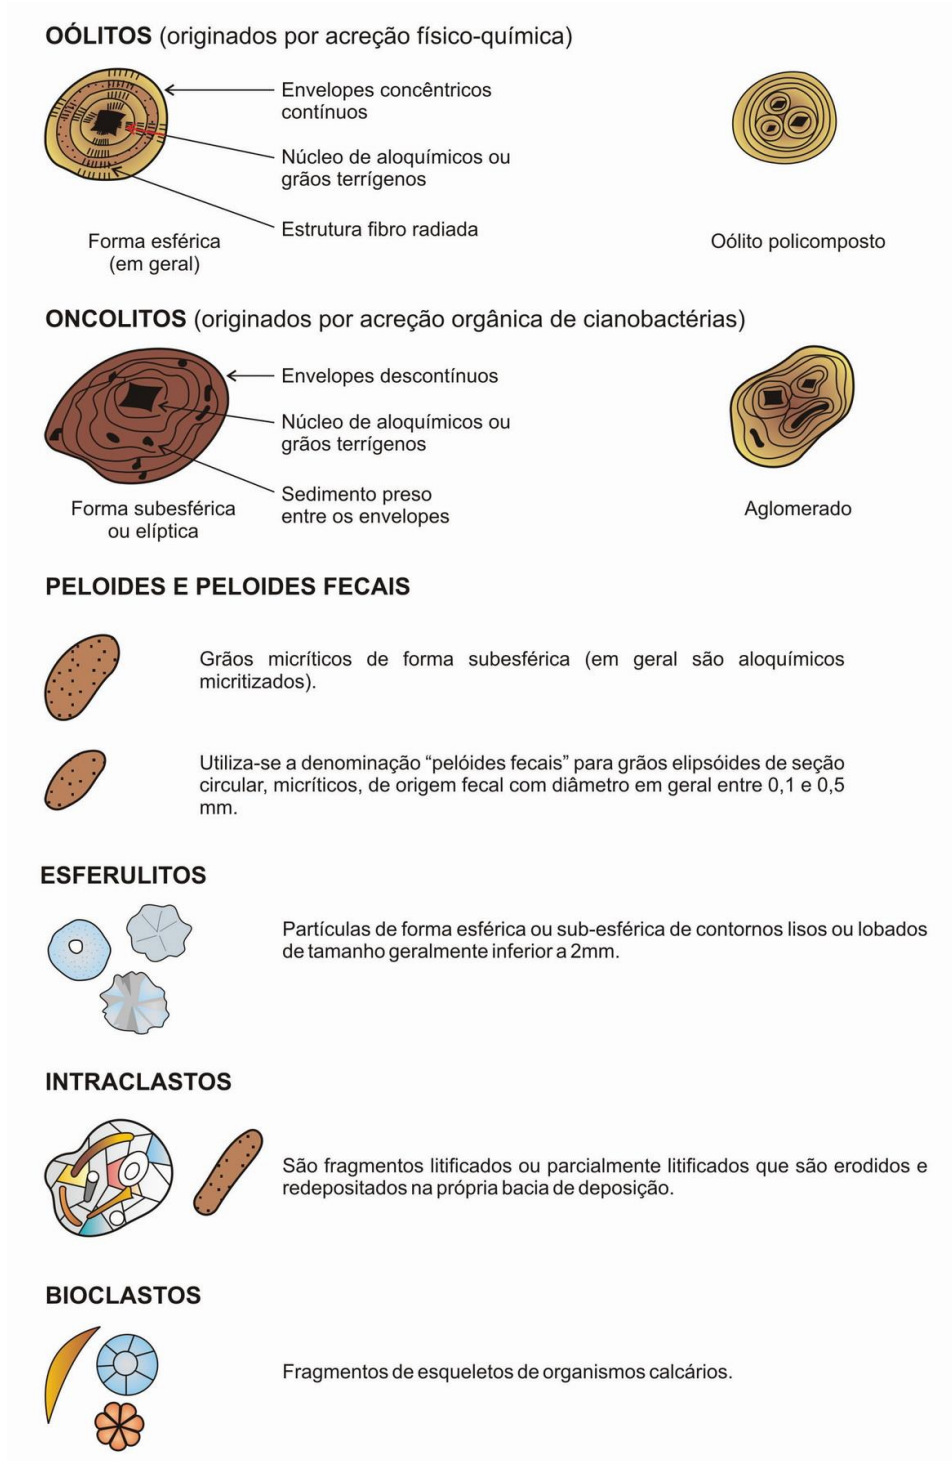 OÓLITOS (originados por acreção físico-química)
Envelopes concêntricos
contínuos
Núcleo de aloquímicos ou
grãos terrígenos
Estrutura fibro radiada
Forma esférica
(em geral)
Oólito policomposto
ONCOLITOS (originados por acreção orgânica de cianobactérias)
Envelopes descontínuos
Núcleo de aloquímicos ou
grãos terrígenos
Sedimento preso
entre os envelopes
Forma subesférica
ou elíptica
Aglomerado
PELOIDES E PELOIDES FECAIS
Grãos micríticos de forma subesférica (em geral são aloquímicos
micritizados).
Utiliza-se a denominação “pelóides fecais” para grãos elipsóides de seção
circular, micríticos, de origem fecal com diâmetro em geral entre 0,1 e 0,5
mm.
ESFERULITOS
Partículas de forma esférica ou sub-esférica de contornos lisos ou lobados
de tamanho geralmente inferior a 2mm.
INTRACLASTOS
São fragmentos litificados ou parcialmente litificados que são erodidos e
redepositados na própria bacia de deposição.
BIOCLASTOS
Fragmentos de esqueletos de organismos calcários.